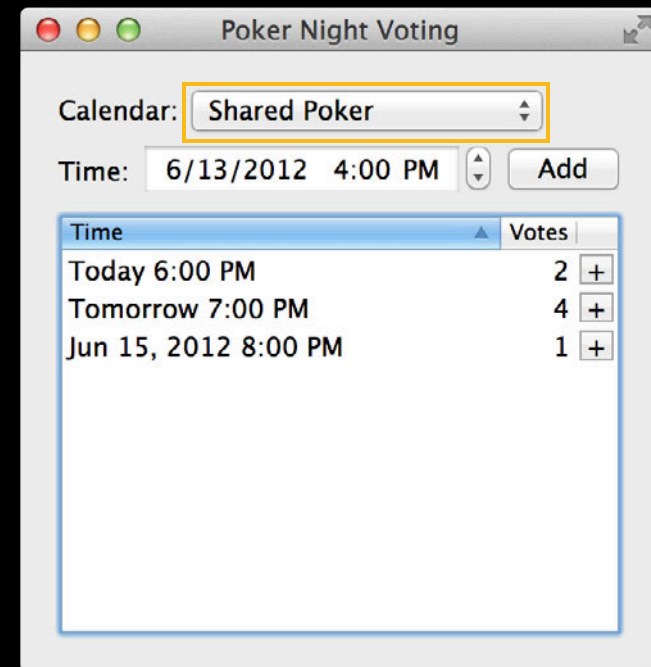 Poker Night Voting
Calendar: Shared Poker
Time: 6/13/2012 4:00 PM Add
Time Votes
Today 6:00 PM 2 +
Tomorrow 7:00 PM 4 +
Jun 15, 2012 8:00 PM 1 +